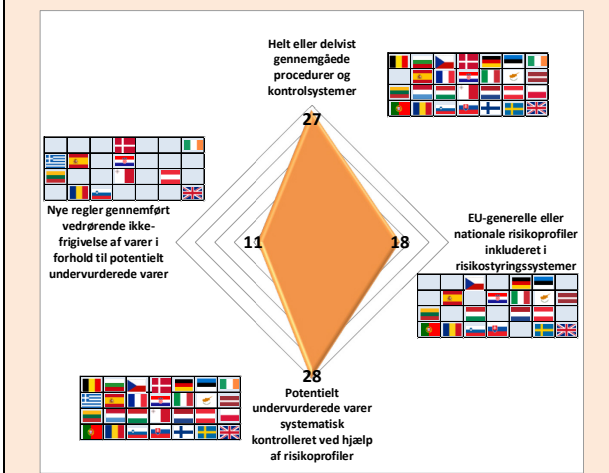 Helt eller delvist
gennemgåede
procedurer og
kontrolsystemer
27
Nye regler gennemført
vedrørende ikke-
frigivelse af varer i
forhold til potentielt
undervurderede varer
11
18
EU-generelle eller
nationale risikoprofiler
inkluderet i
risikostyringssystemer
28
Potentielt
undervurderede varer
systematisk
kontrolleret ved hjælp
af risikoprofiler